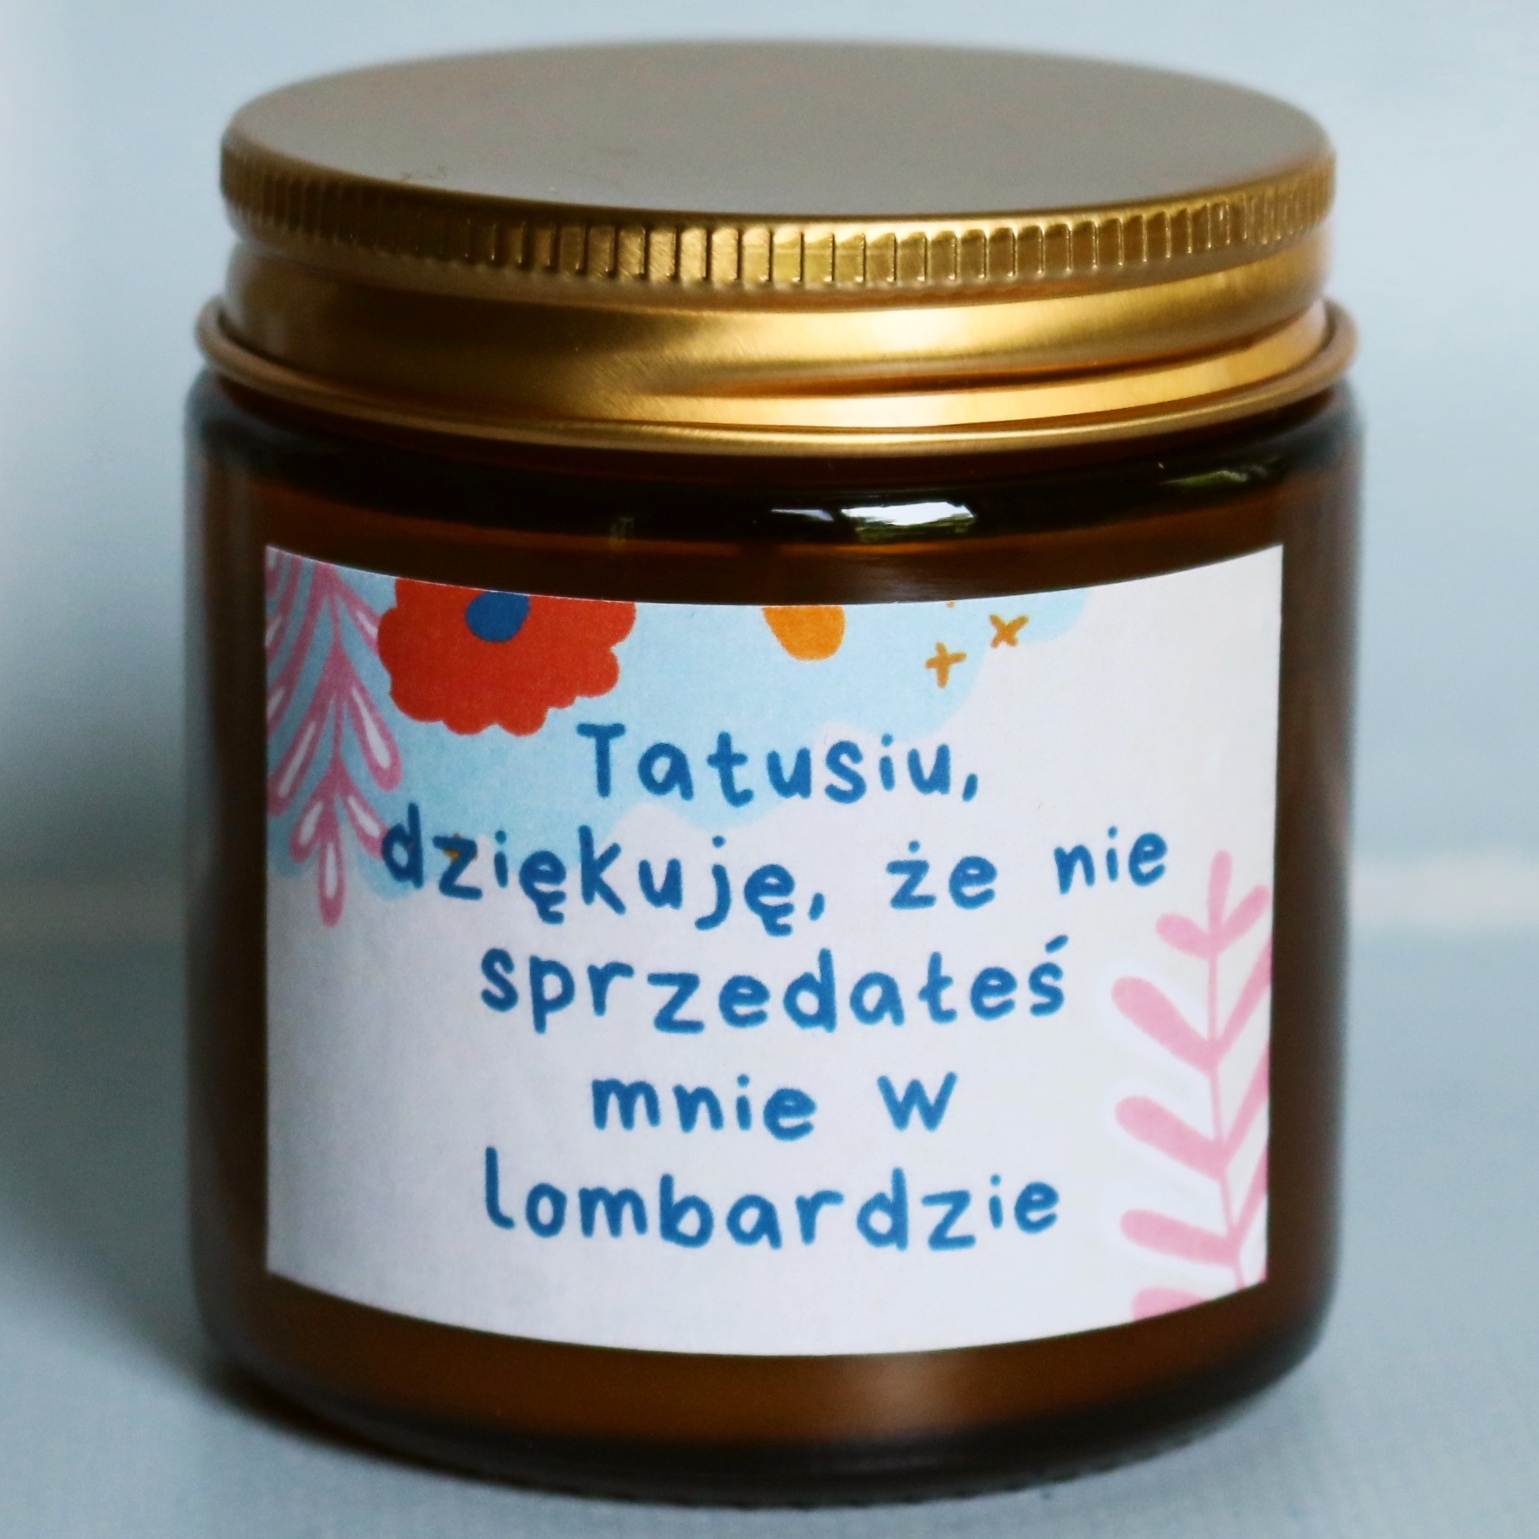 Tatusiu,
dziękuję, że nie
sprzedałeś
mnie w
lombardzie